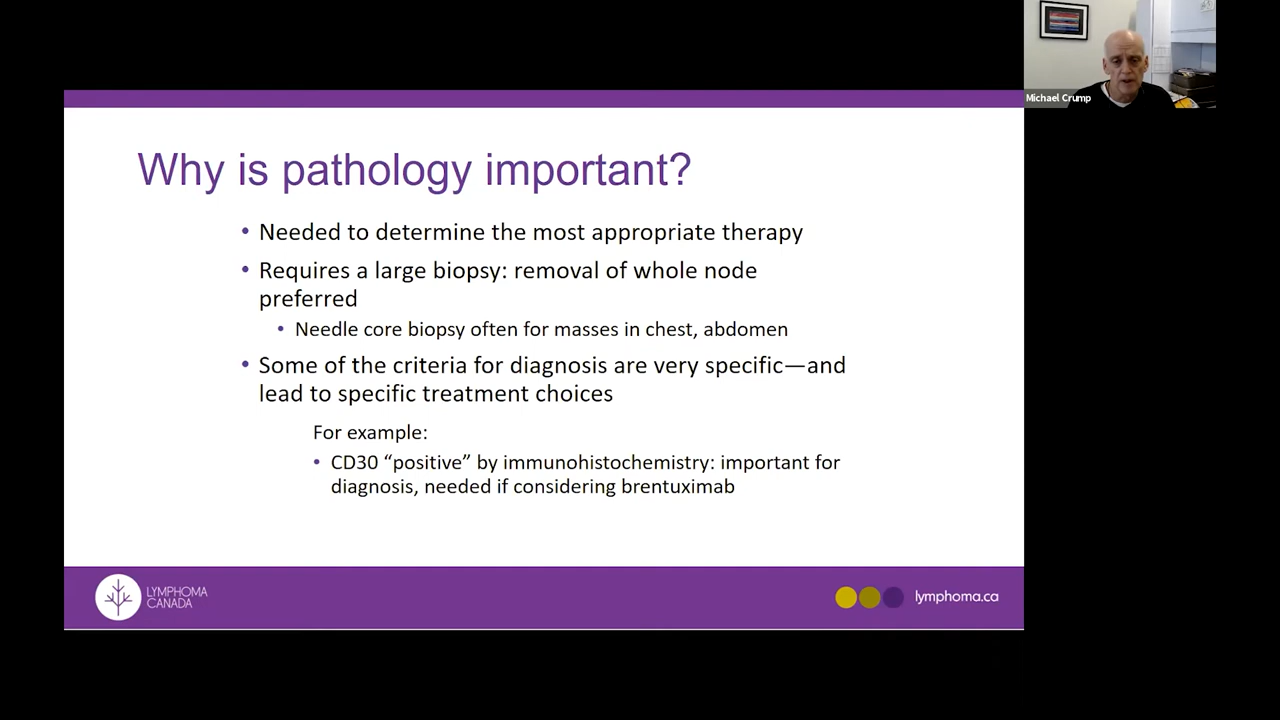 Michael Crump
Why is pathology important?
• Needed to determine the most appropriate therapy
• Requires a large biopsy: removal of whole node
preferred
• Needle core biopsy often for masses in chest, abdomen
• Some of the criteria for diagnosis are very specific—and
lead to specific treatment choices
For example:
• CD30 “positive” by immunohistochemistry: important for
diagnosis, needed if considering brentuximab
LYMPHOMA
CANADA
lymphoma.ca